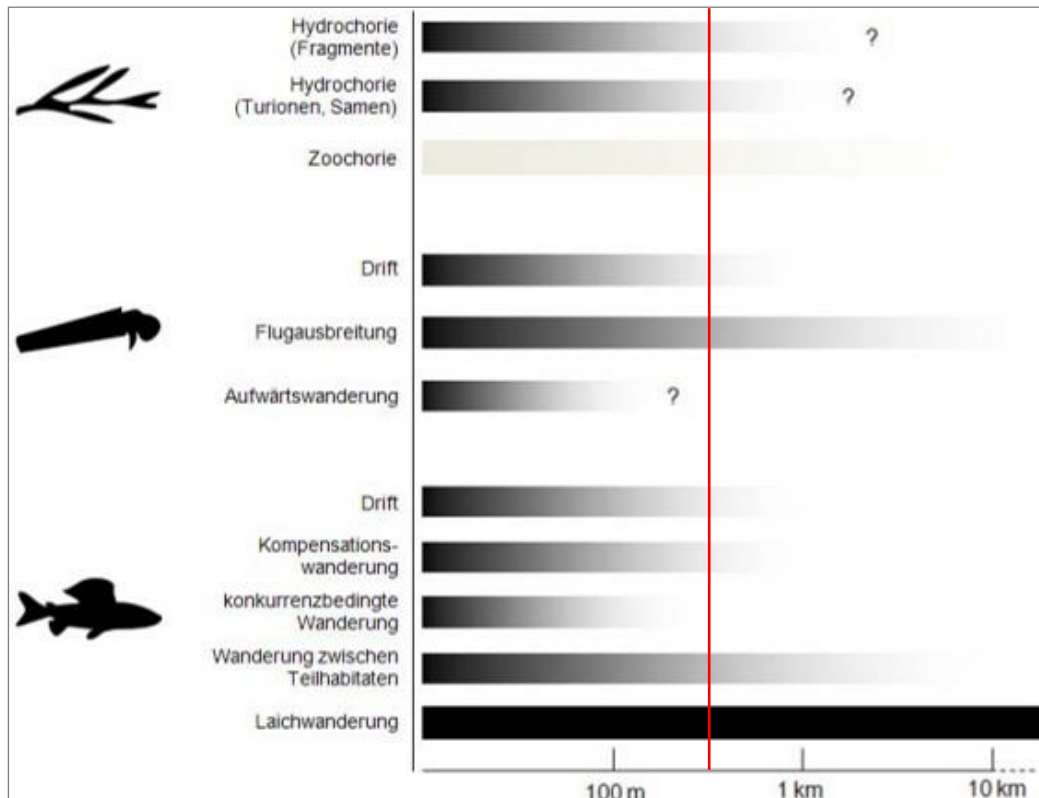 Hydrochorie
(Fragmente)
?
Hydrochorie
(Turionen, Samen)
?
Zoochorie
Drift
Flugausbreitung
Aufwärtswanderung
?
Drift
Kompensations-
wanderung
konkurrenzbedingte
Wanderung
Wanderung zwischen
Teilhabitaten
Laichwanderung
100 m
1 km
10 km